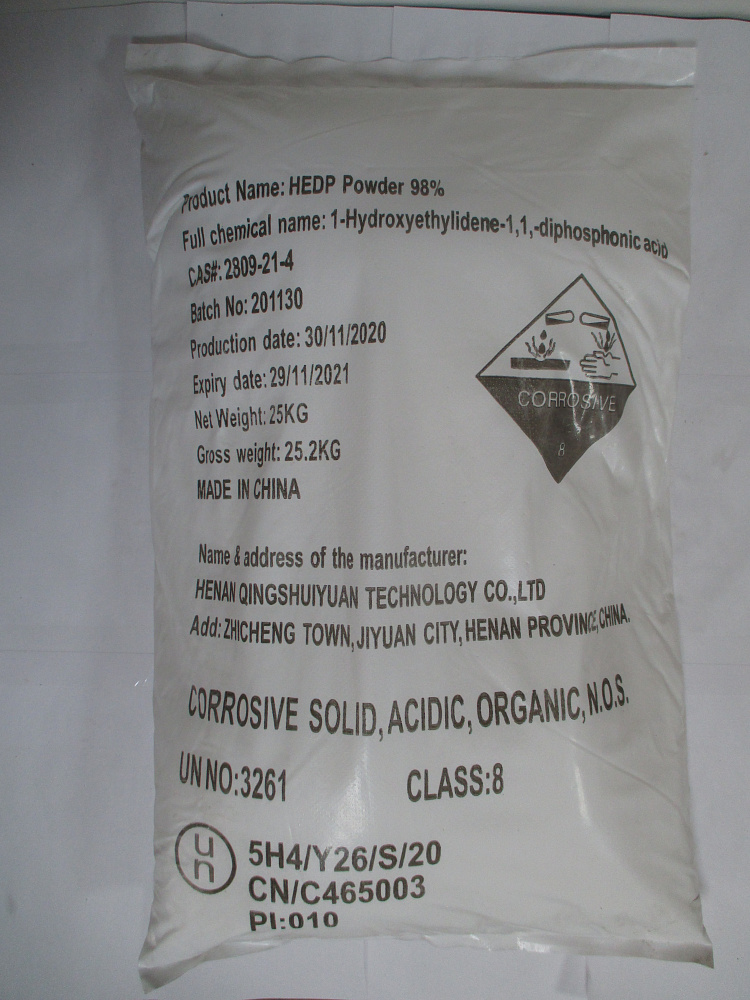 Product Name: HEDP Powder 98%
Full chemical name: 1-Hydroxyethylidene-1,1,-diphosphonic acid
CAS#: 2809-21-4
Batch No: 201130
Production date: 30/11/2020
Expiry date: 29/11/2021
Net Weight: 25KG
Gross weight: 25.2KG
MADE IN CHINA
CORROSIVE
8
Name & address of the manufacturer:
HENAN QINGSHUIYUAN TECHNOLOGY CO.,LTD
Add: ZHICHENG TOWN, JIYUAN CITY, HENAN PROVINCE, CHINA.
CORROSIVE SOLID, ACIDIC, ORGANIC, N.O.S.
UN NO:3261 CLASS:8
un
5H4/Y26/S/20
CN/C465003
PI:010